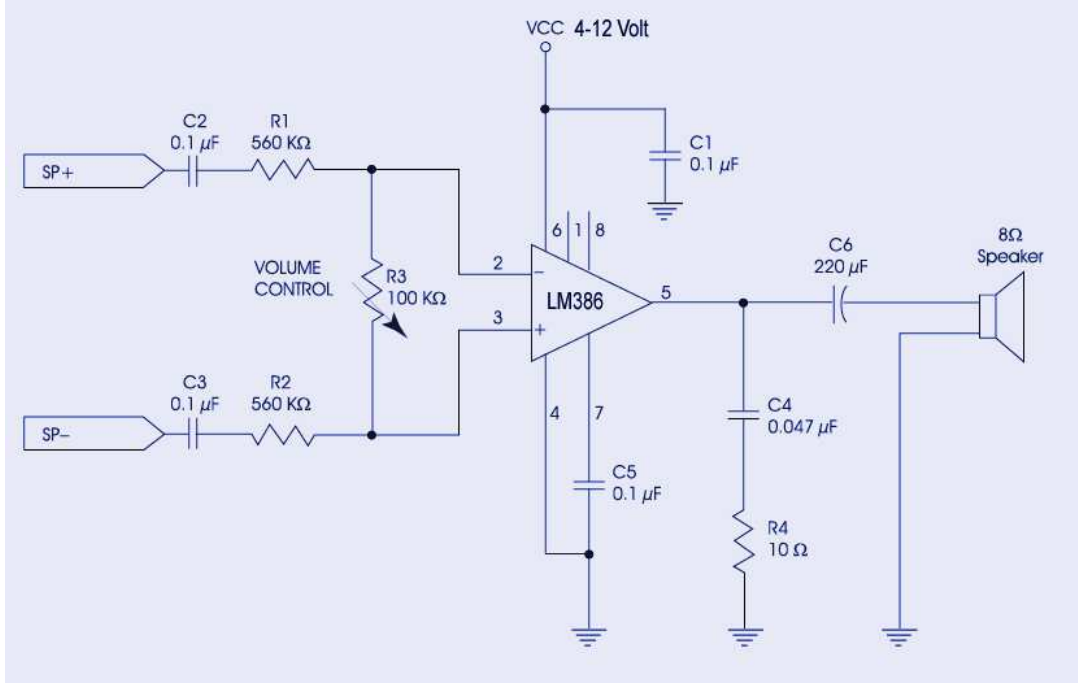 VCC 4-12 Volt
C2
0.1 µF
R1
560 KΩ
SP+
C1
0.1 µF
6 1 8
2
−
LM386
5
3
+
VOLUME
CONTROL
R3
100 KΩ
C6
220 µF
8Ω
Speaker
C3
0.1 µF
R2
560 KΩ
SP−
4
7
C4
0.047 µF
C5
0.1 µF
R4
10 Ω